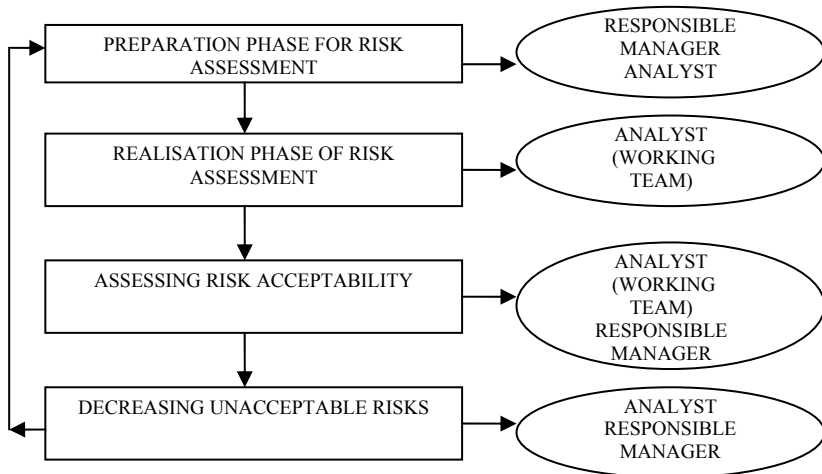 PREPARATION PHASE FOR RISK
ASSESSMENT
RESPONSIBLE
MANAGER
ANALYST
REALISATION PHASE OF RISK
ASSESSMENT
ANALYST
(WORKING
TEAM)
ASSESSING RISK ACCEPTABILITY
ANALYST
(WORKING
TEAM)
RESPONSIBLE
MANAGER
DECREASING UNACCEPTABLE RISKS
ANALYST
RESPONSIBLE
MANAGER